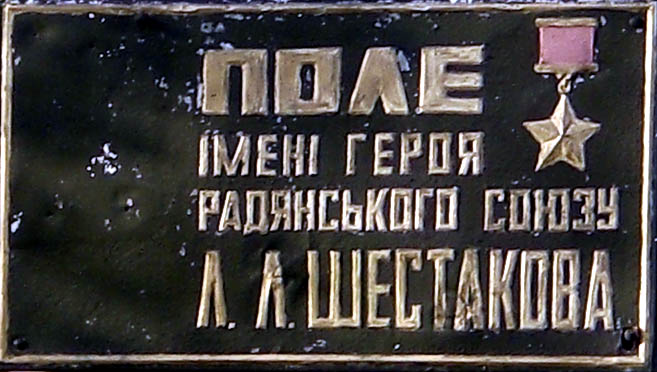 ПОЛЕ
ІМЕНІ ГЕРОЯ
РАДЯНСЬКОГО СОЮЗУ
Л. Л. ШЕСТАКОВА